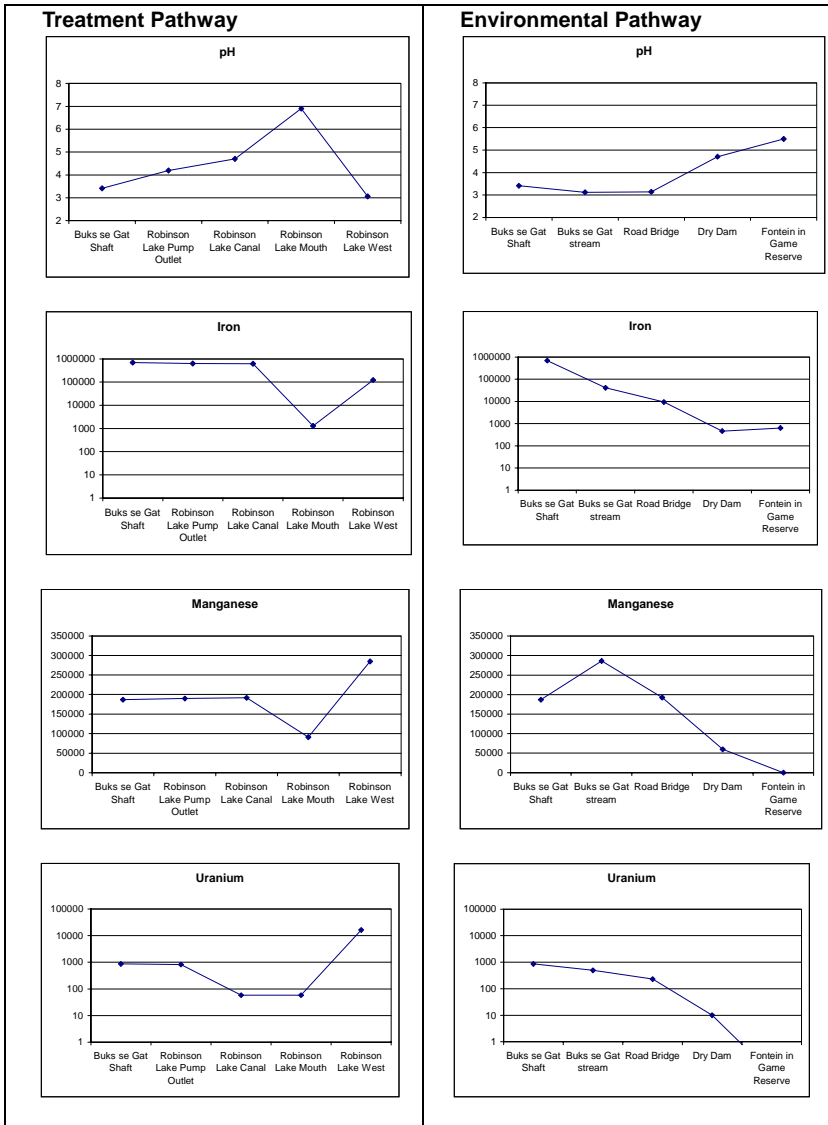 Treatment Pathway
pH
8
7
6
5
4
3
2
Buks se Gat Robinson Robinson Robinson Robinson
Shaft Lake Pump Lake Canal Lake Mouth Lake West
Outlet
Iron
1000000
100000
10000
1000
100
10
1
Buks se Gat Robinson Robinson Robinson Robinson
Shaft Lake Pump Lake Canal Lake Mouth Lake West
Outlet
Manganese
350000
300000
250000
200000
150000
100000
50000
0
Buks se Gat Robinson Robinson Robinson Robinson
Shaft Lake Pump Lake Canal Lake Mouth Lake West
Outlet
Uranium
100000
10000
1000
100
10
1
Buks se Gat Robinson Robinson Robinson Robinson
Shaft Lake Pump Lake Canal Lake Mouth Lake West
Outlet
Environmental Pathway
pH
8
7
6
5
4
3
2
Buks se Gat Buks se Gat Road Bridge Dry Dam Fontein in
Shaft stream Game
Reserve
Iron
1000000
100000
10000
1000
100
10
1
Buks se Gat Buks se Gat Road Bridge Dry Dam Fontein in
Shaft stream Game
Reserve
Manganese
350000
300000
250000
200000
150000
100000
50000
0
Buks se Gat Buks se Gat Road Bridge Dry Dam Fontein in
Shaft stream Game
Reserve
Uranium
100000
10000
1000
100
10
1
Buks se Gat Buks se Gat Road Bridge Dry Dam Fontein in
Shaft stream Game
Reserve